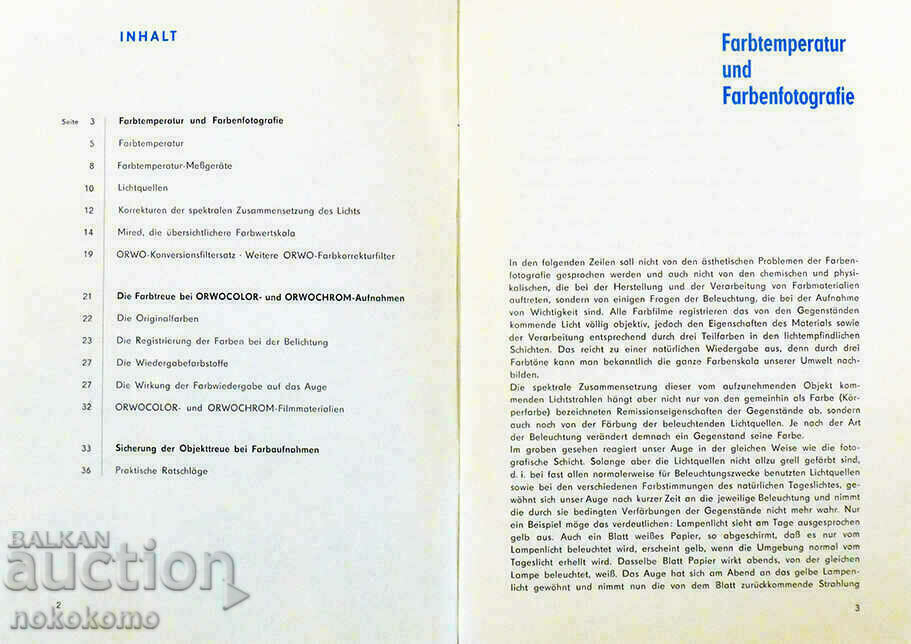 INHALT
Seite 3 Farbtemperatur und Farbenfotografie
5 Farbtemperatur
8 Farbtemperatur-Meßgeräte
10 Lichtquellen
12 Korrekturen der spektralen Zusammensetzung des Lichts
14 Mired, die übersichtlichere Farbwertskala
19 ORWO-Konversionsfiltersatz · Weitere ORWO-Farbkorrekturfilter
21 Die Farbtreue bei ORWOCOLOR- und ORWOCHROM-Aufnahmen
22 Die Originalfarben
23 Die Registrierung der Farben bei der Belichtung
27 Die Wiedergabefarbstoffe
27 Die Wirkung der Farbwiedergabe auf das Auge
32 ORWOCOLOR- und ORWOCHROM-Filmmaterialien
33 Sicherung der Objekttreue bei Farbaufnahmen
36 Praktische Ratschläge
2
BALKAN
auction
nokokomo
Farbtemperatur
und
Farbenfotografie
In den folgenden Zeilen soll nicht von den ästhetischen Problemen der Farben-
fotografie gesprochen werden und auch nicht von den chemischen und physi-
kalischen, die bei der Herstellung und der Verarbeitung von Farbmaterialien
auftreten, sondern von einigen Fragen der Beleuchtung, die bei der Aufnahme
von Wichtigkeit sind. Alle Farbfilme registrieren das von den Gegenständen
kommende Licht völlig objektiv, jedoch den Eigenschaften des Materials sowie
der Verarbeitung entsprechend durch drei Teilfarben in den lichtempfindlichen
Schichten. Das reicht zu einer natürlichen Wiedergabe aus, denn durch drei
Farbtöne kann man bekanntlich die ganze Farbenskala unserer Umwelt nach-
bilden.
Die spektrale Zusammensetzung dieser vom aufzunehmenden Objekt kom-
menden Lichtstrahlen hängt aber nicht nur von den gemeinhin als Farbe (Kör-
perfarbe) bezeichneten Remissionseigenschaften der Gegenstände ab, sondern
auch noch von der Färbung der beleuchtenden Lichtquellen. Je nach der Art
der Beleuchtung verändert demnach ein Gegenstand seine Farbe.
Im groben gesehen reagiert unser Auge in der gleichen Weise wie die foto-
grafische Schicht. Solange aber die Lichtquellen nicht allzu grell gefärbt sind,
d. i. bei fast allen normalerweise für Beleuchtungszwecke benutzten Lichtquellen
sowie bei den verschiedenen Farbstimmungen des natürlichen Tageslichtes, ge-
wöhnt sich unser Auge nach kurzer Zeit an die jeweilige Beleuchtung und nimmt
die durch sie bedingten Verfärbungen der Gegenstände nicht mehr wahr. Nur
ein Beispiel möge das verdeutlichen: Lampenlicht sieht am Tage ausgesprochen
gelb aus. Auch ein Blatt weißes Papier, so abgeschirmt, daß es nur vom
Lampenlicht beleuchtet wird, erscheint gelb, wenn die Umgebung normal vom
Tageslicht erhellt wird. Dasselbe Blatt Papier wirkt abends, von der gleichen
Lampe beleuchtet, weiß. Das Auge hat sich am Abend an das gelbe Lampen-
licht gewöhnt und nimmt nun die von dem Blatt zurückkommende Strahlung
3